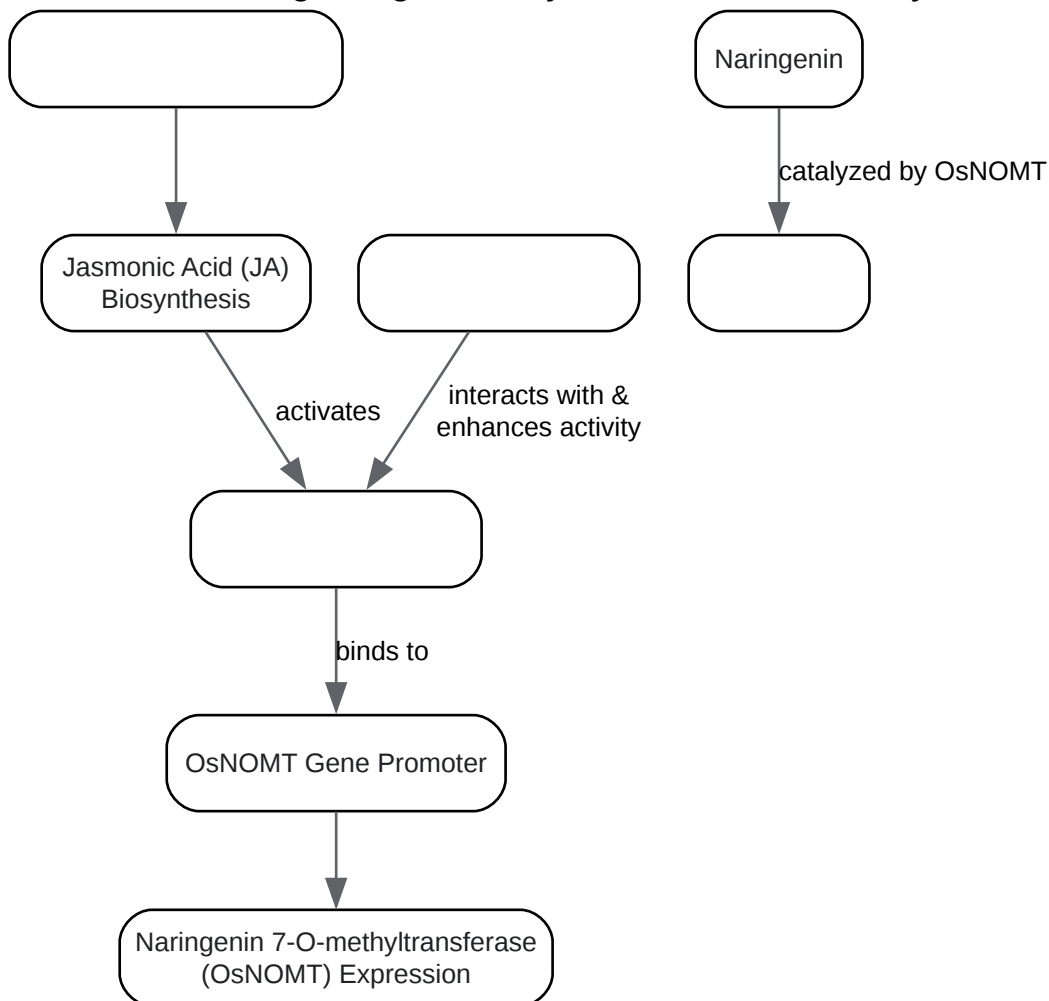 Naringenin
catalyzed by OsNOMT
Jasmonic Acid (JA)
Biosynthesis
activates
interacts with &
enhances activity
binds to
OsNOMT Gene Promoter
Naringenin 7-O-methyltransferase
(OsNOMT) Expression